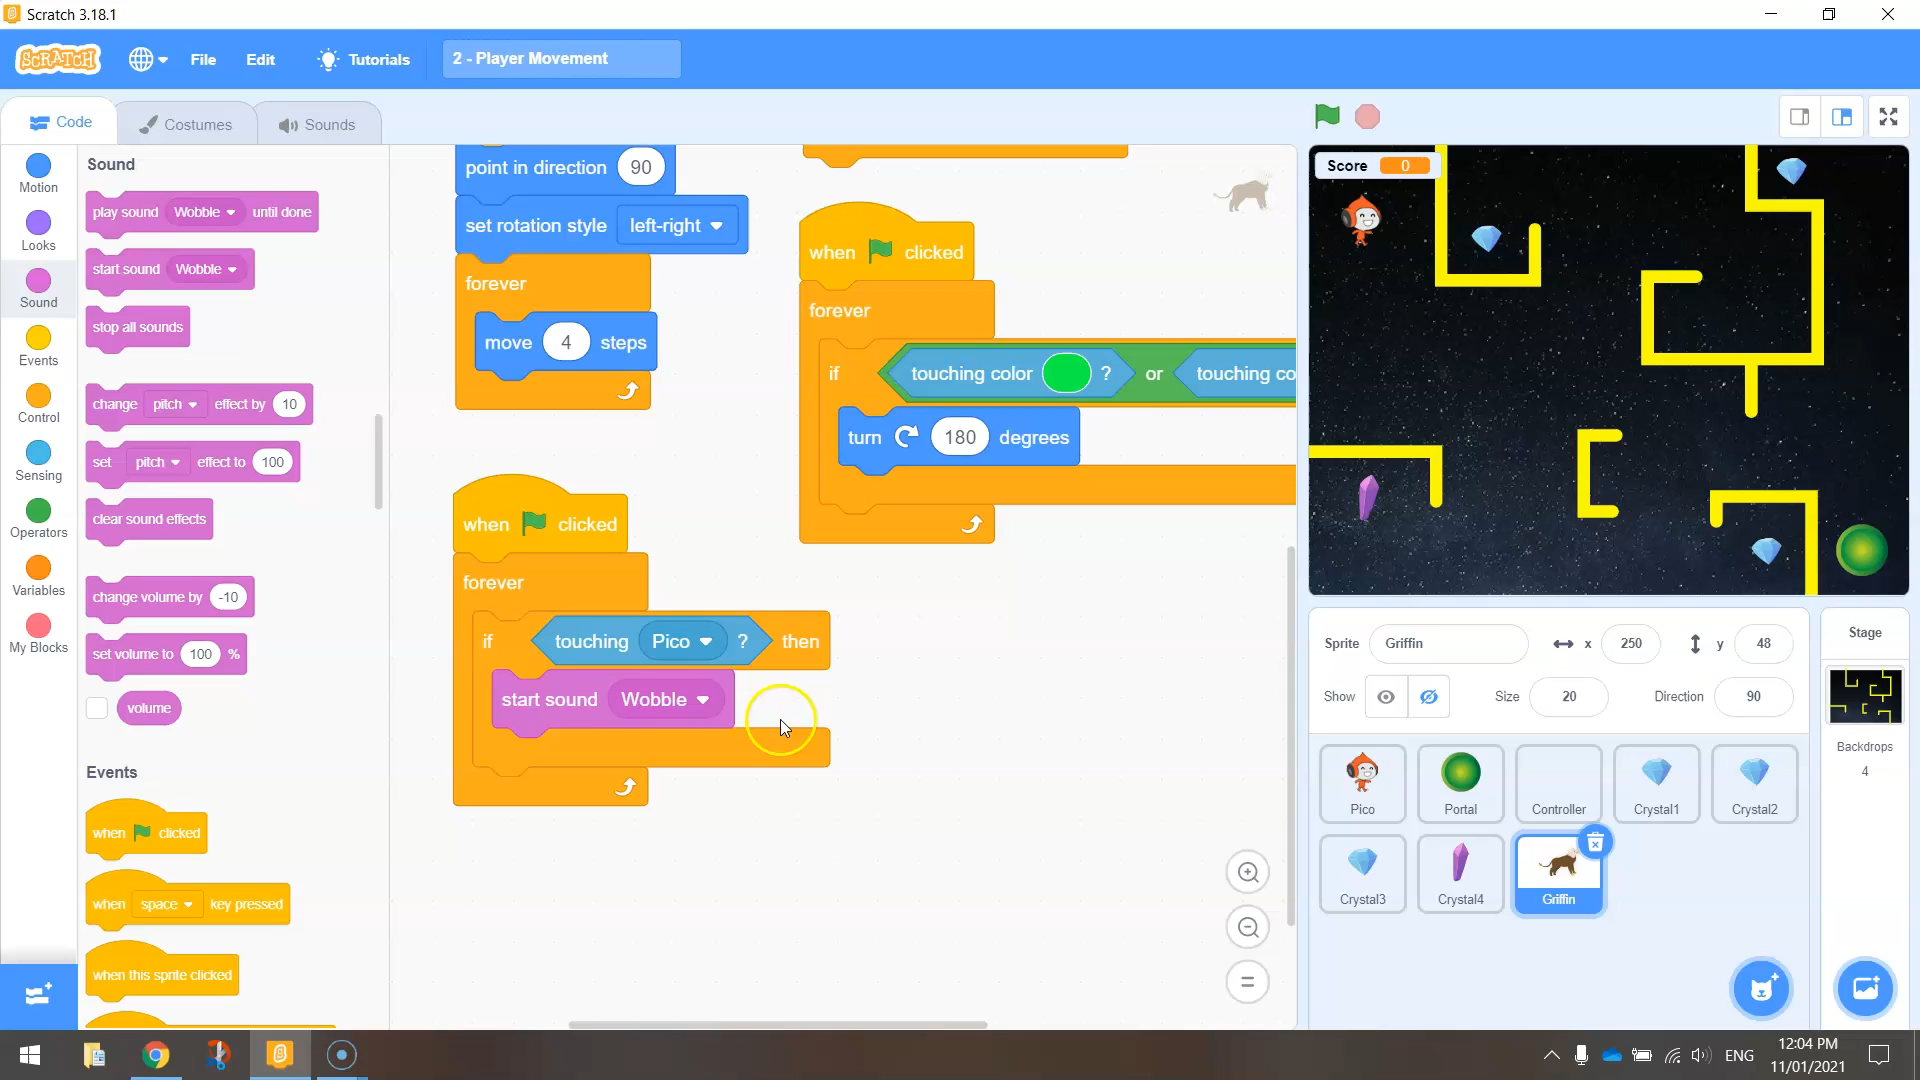 Scratch 3.18.1
SCRATCH
File
Edit
Tutorials
2 - Player Movement
Code
Costumes
Sounds
Motion
Looks
Sound
Events
Control
Sensing
Operators
Variables
My Blocks
Sound
play sound Wobble until done
start sound Wobble
stop all sounds
change pitch effect by 10
set pitch effect to 100
clear sound effects
change volume by -10
set volume to 100 %
volume
Events
when clicked
when space key pressed
when this sprite clicked
point in direction 90
set rotation style left-right
forever
move 4 steps
when clicked
forever
if touching color ? or touching co
turn 180 degrees
when clicked
forever
if touching Pico ? then
start sound Wobble
Score 0
Sprite Griffin x 250 y 48
Show Size 20 Direction 90
Pico
Portal
Controller
Crystal1
Crystal2
Crystal3
Crystal4
Griffin
Stage
Backdrops
4
ENG
12:04 PM
11/01/2021